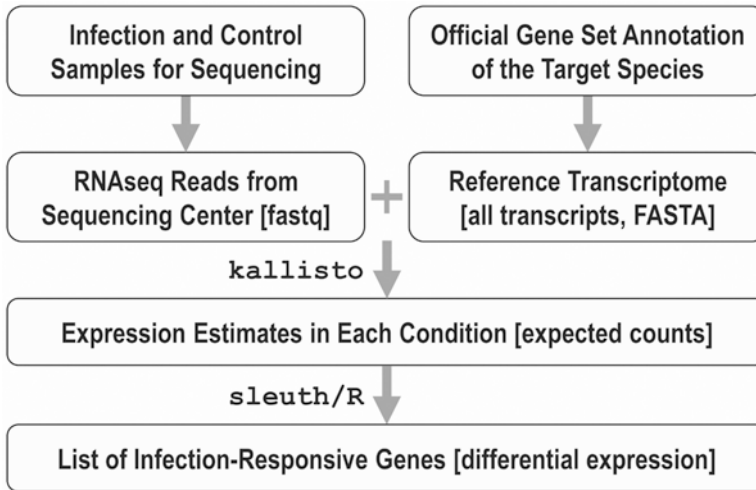 Infection and Control
Samples for Sequencing
Official Gene Set Annotation
of the Target Species
RNAseq Reads from
Sequencing Center [fastq]
+
Reference Transcriptome
[all transcripts, FASTA]
kallisto
Expression Estimates in Each Condition [expected counts]
sleuth/R
List of Infection-Responsive Genes [differential expression]